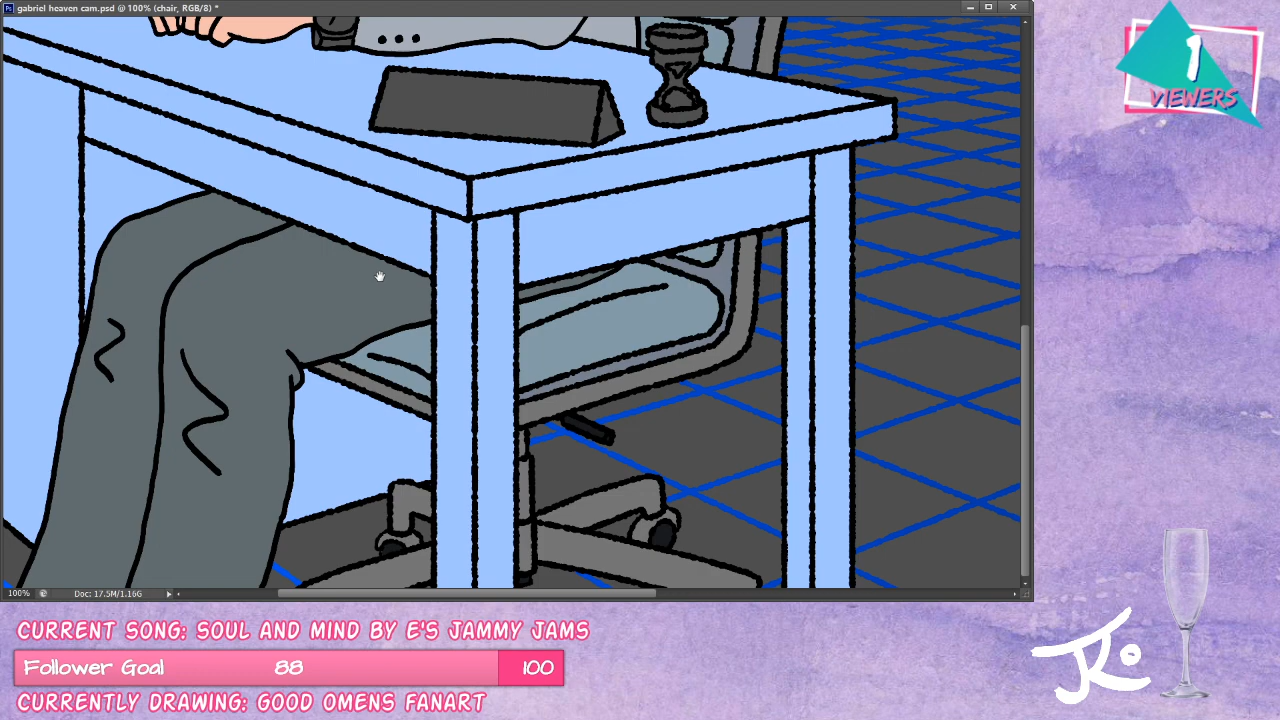 gabriel heaven cam.psd @ 100% (chair, RGB/8) *
1
VIEWERS
100%
Doc: 17.5M/1.16G
CURRENT SONG: SOUL AND MIND BY E'S JAMMY JAMS
Follower Goal 88 100
CURRENTLY DRAWING: GOOD OMENS FANART